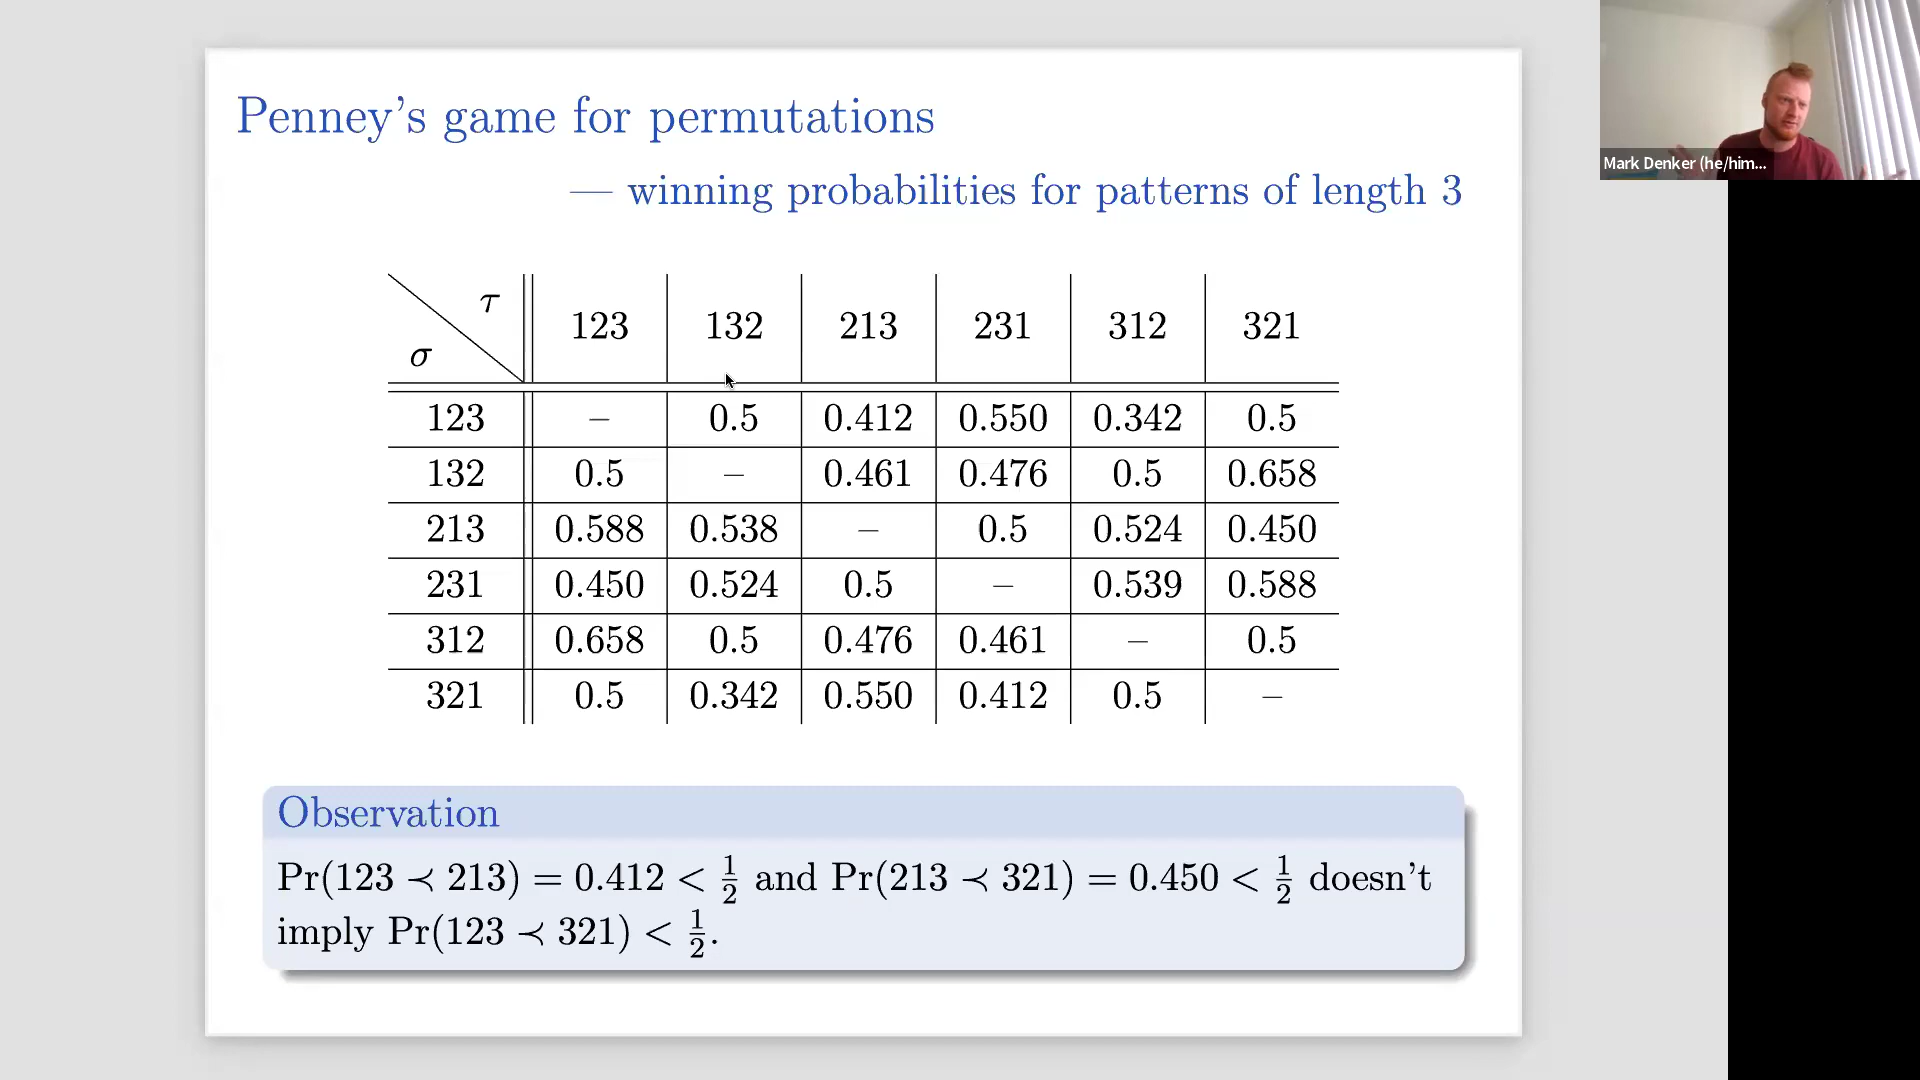 Penney's game for permutations
— winning probabilities for patterns of length 3
τ
σ
123 132 213 231 312 321
123 – 0.5 0.412 0.550 0.342 0.5
132 0.5 – 0.461 0.476 0.5 0.658
213 0.588 0.538 – 0.5 0.524 0.450
231 0.450 0.524 0.5 – 0.539 0.588
312 0.658 0.5 0.476 0.461 – 0.5
321 0.5 0.342 0.550 0.412 0.5 –
Observation
Pr(123 ≺ 213) = 0.412 < 1/2 and Pr(213 ≺ 321) = 0.450 < 1/2 doesn't
imply Pr(123 ≺ 321) < 1/2.
Mark Denker (he/him...